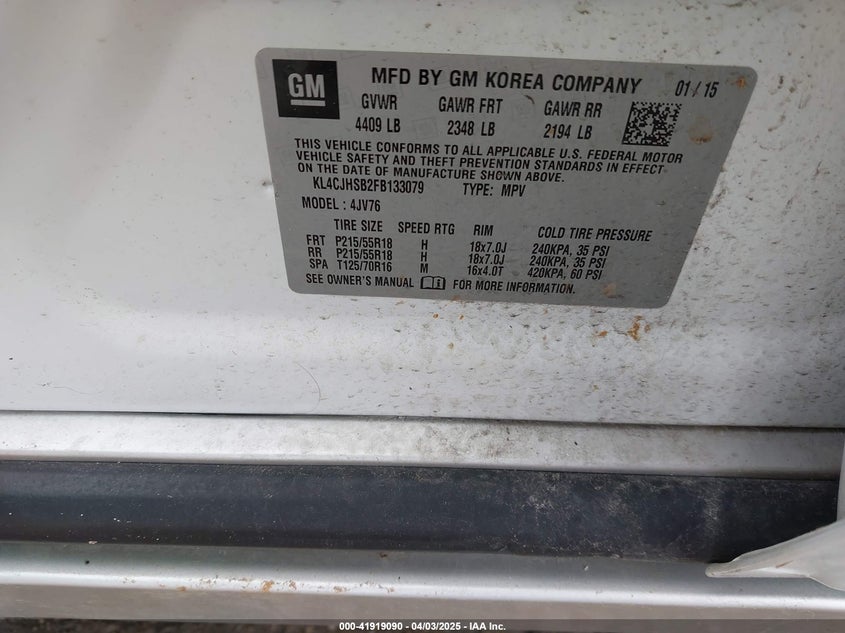 GM
MFD BY GM KOREA COMPANY 01/15
GVWR GAWR FRT GAWR RR
4409 LB 2348 LB 2194 LB
THIS VEHICLE CONFORMS TO ALL APPLICABLE U.S. FEDERAL MOTOR
VEHICLE SAFETY AND THEFT PREVENTION STANDARDS IN EFFECT
ON THE DATE OF MANUFACTURE SHOWN ABOVE.
KL4CJHSB2FB133079 TYPE: MPV
MODEL: 4JV76
TIRE SIZE SPEED RTG RIM COLD TIRE PRESSURE
FRT P215/55R18 H 18x7.0J 240KPA, 35 PSI
RR P215/55R18 H 18x7.0J 240KPA, 35 PSI
SPA T125/70R16 M 16x4.0T 420KPA, 60 PSI
SEE OWNER'S MANUAL FOR MORE INFORMATION.
000-41919090 - 04/03/2025 - IAA Inc.